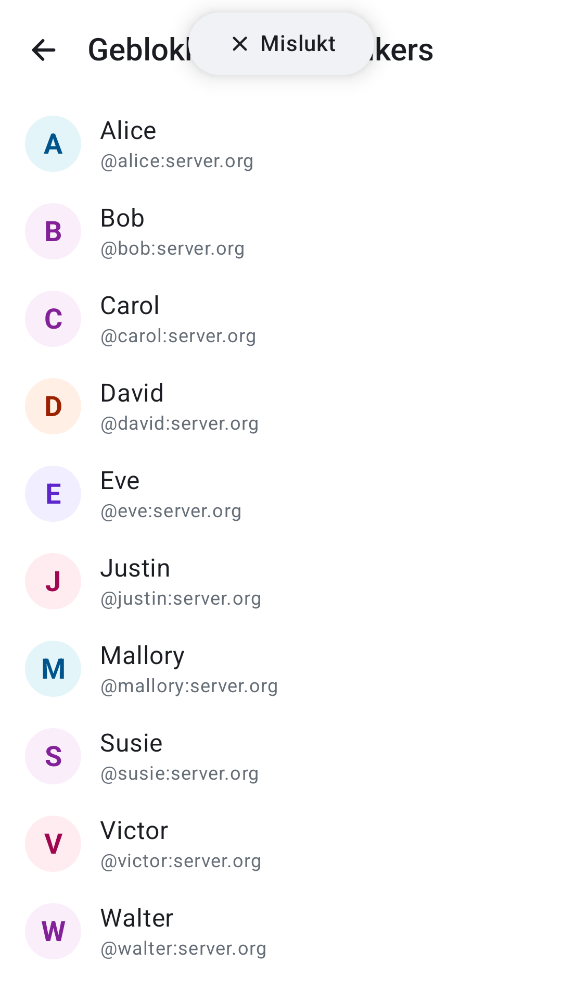 Geblok kers
Mislukt
A
Alice
@alice:server.org
B
Bob
@bob:server.org
C
Carol
@carol:server.org
D
David
@david:server.org
E
Eve
@eve:server.org
J
Justin
@justin:server.org
M
Mallory
@mallory:server.org
S
Susie
@susie:server.org
V
Victor
@victor:server.org
W
Walter
@walter:server.org